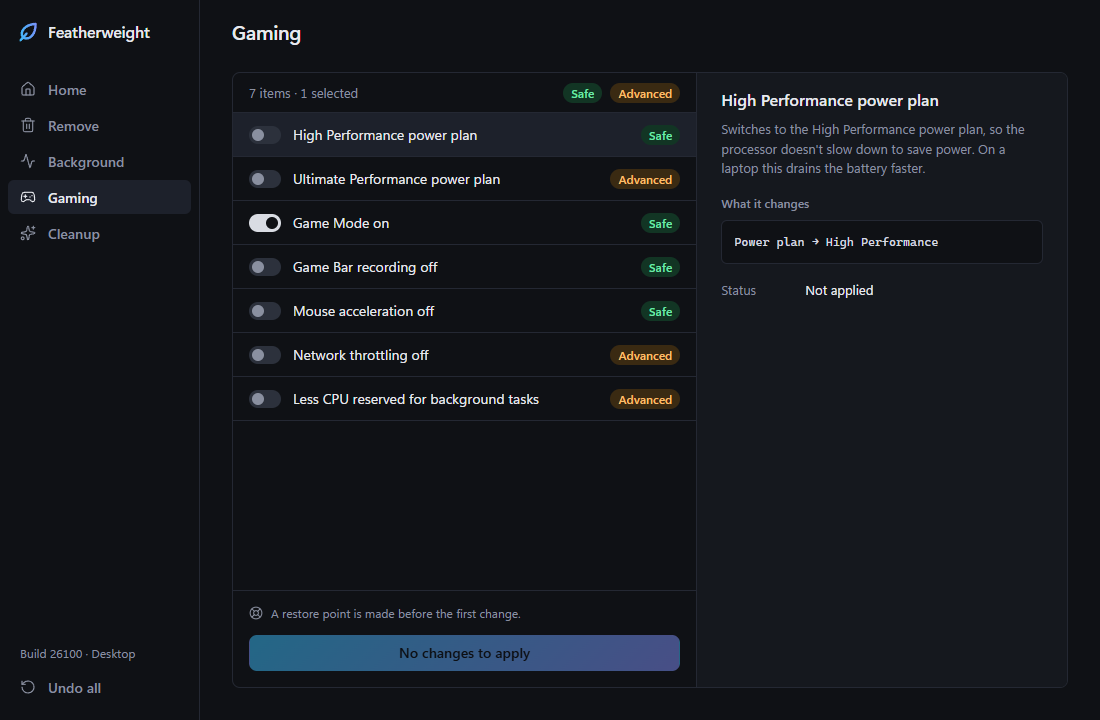 Featherweight
Home
Remove
Background
Gaming
Cleanup
Build 26100 · Desktop
Undo all
Gaming
7 items · 1 selected
Safe
Advanced
High Performance power plan
Safe
Ultimate Performance power plan
Advanced
Game Mode on
Safe
Game Bar recording off
Safe
Mouse acceleration off
Safe
Network throttling off
Advanced
Less CPU reserved for background tasks
Advanced
A restore point is made before the first change.
No changes to apply
High Performance power plan
Switches to the High Performance power plan, so the
processor doesn't slow down to save power. On a
laptop this drains the battery faster.
What it changes
Power plan → High Performance
Status Not applied